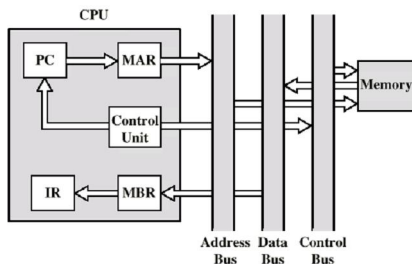 CPU
PC
MAR
Control
Unit
Memory
IR
MBR
Address
Bus
Data
Bus
Control
Bus